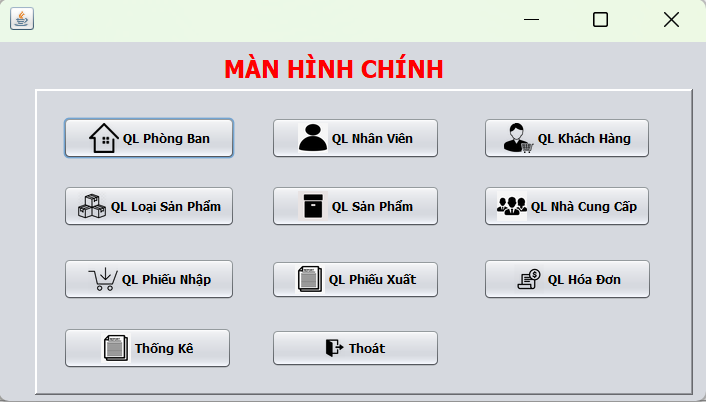 MÀN HÌNH CHÍNH
QL Phòng Ban
QL Nhân Viên
QL Khách Hàng
QL Loại Sản Phẩm
QL Sản Phẩm
QL Nhà Cung Cấp
QL Phiếu Nhập
QL Phiếu Xuất
QL Hóa Đơn
Thống Kê
Thoát